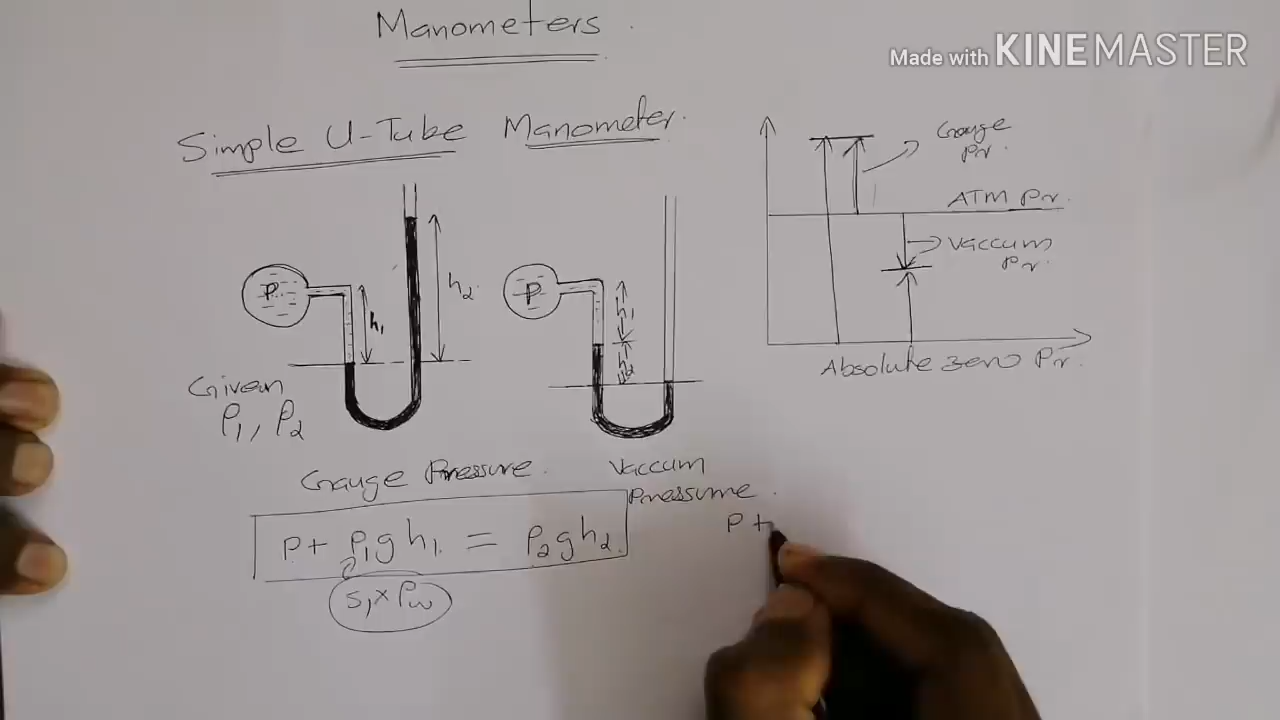 Manometers.
Made with KINEMASTER
Simple U-Tube Manometer.
Gauge
Pr.
ATM Pr.
Vaccum
Pr.
Absolute zero Pr.
P
h1
h2
P
h1
h2
Given
ρ1, ρ2
Gauge Pressure.
Vaccum
Pressure.
P + ρ1gh1. = ρ2gh2.
P +
S1 × ρw